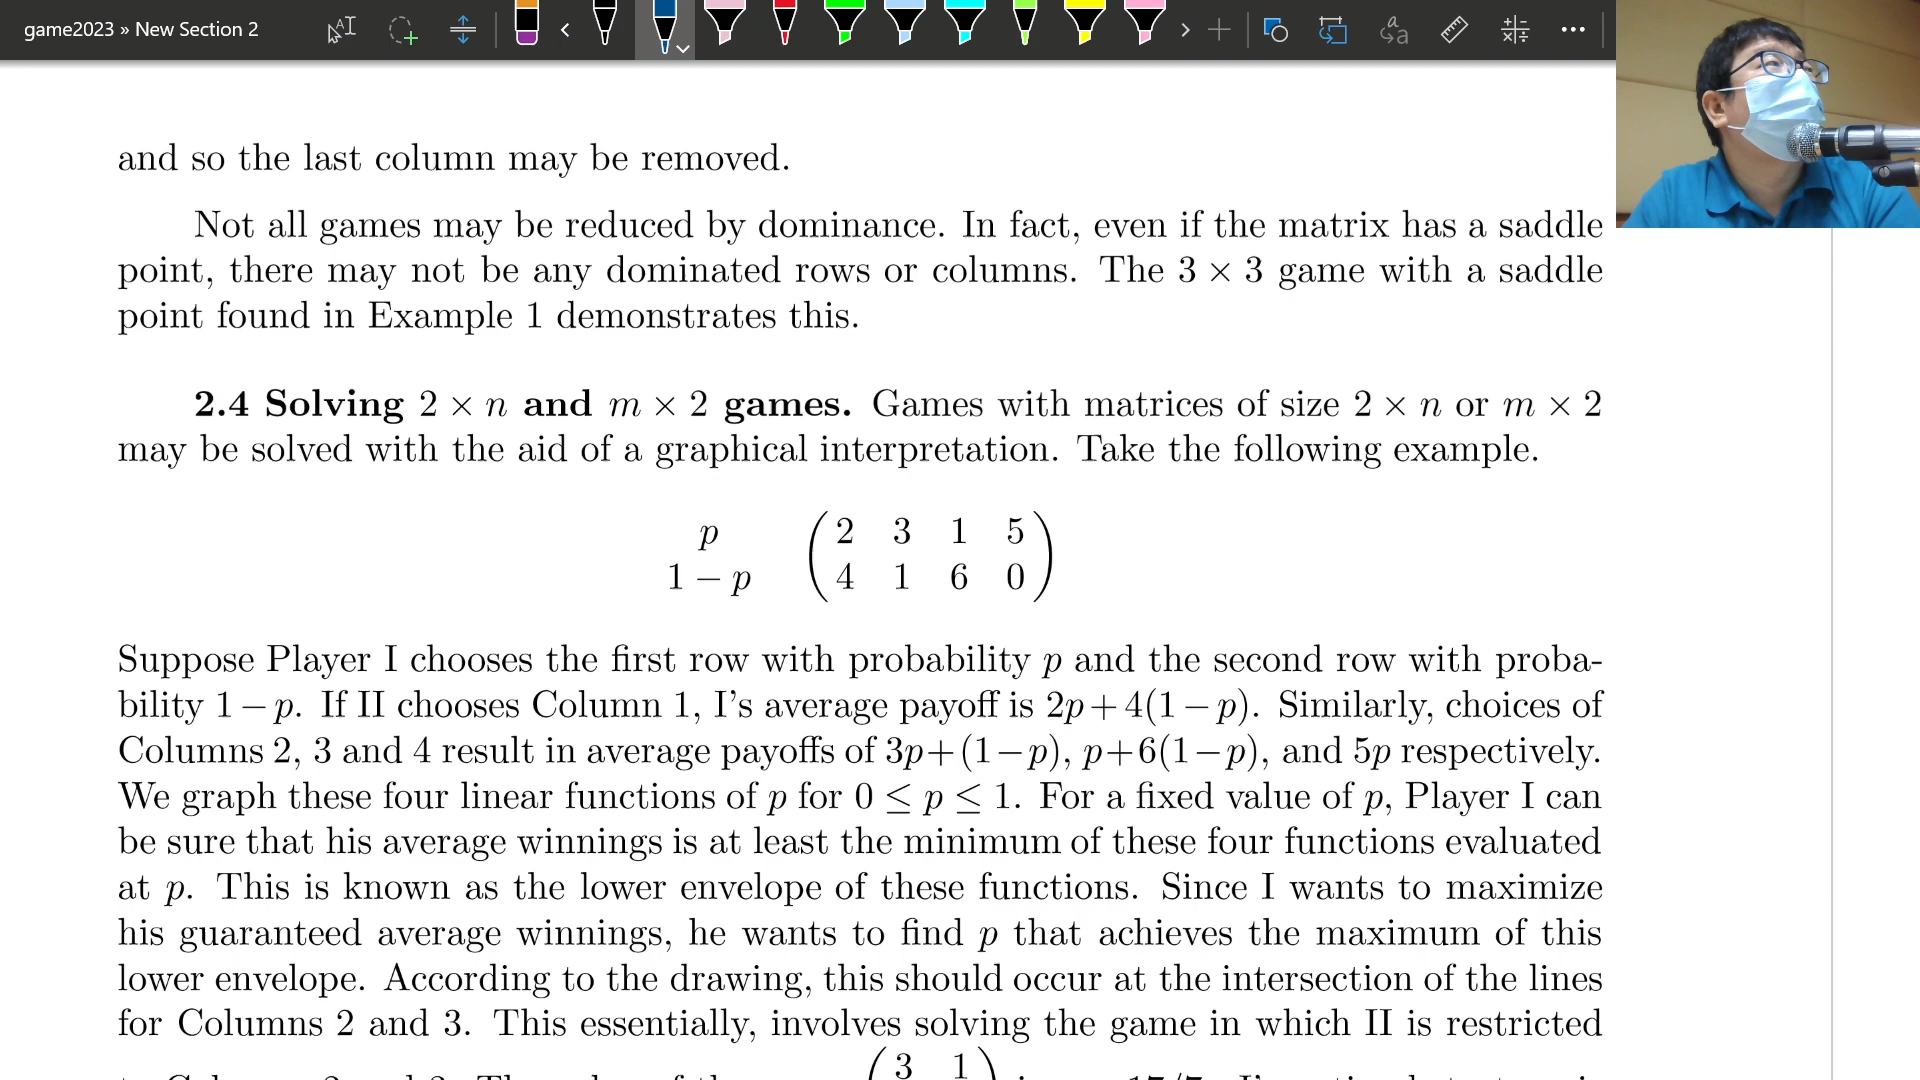 game2023 » New Section 2
and so the last column may be removed.
Not all games may be reduced by dominance. In fact, even if the matrix has a saddle
point, there may not be any dominated rows or columns. The 3 × 3 game with a saddle
point found in Example 1 demonstrates this.
2.4 Solving 2 × n and m × 2 games. Games with matrices of size 2 × n or m × 2
may be solved with the aid of a graphical interpretation. Take the following example.
p ( 2 3 1 5 )
1 − p ( 4 1 6 0 )
Suppose Player I chooses the first row with probability p and the second row with proba-
bility 1 − p. If II chooses Column 1, I's average payoff is 2p + 4(1 − p). Similarly, choices of
Columns 2, 3 and 4 result in average payoffs of 3p+(1−p), p+6(1−p), and 5p respectively.
We graph these four linear functions of p for 0 ≤ p ≤ 1. For a fixed value of p, Player I can
be sure that his average winnings is at least the minimum of these four functions evaluated
at p. This is known as the lower envelope of these functions. Since I wants to maximize
his guaranteed average winnings, he wants to find p that achieves the maximum of this
lower envelope. According to the drawing, this should occur at the intersection of the lines
for Columns 2 and 3. This essentially, involves solving the game in which II is restricted
( 3 1 )